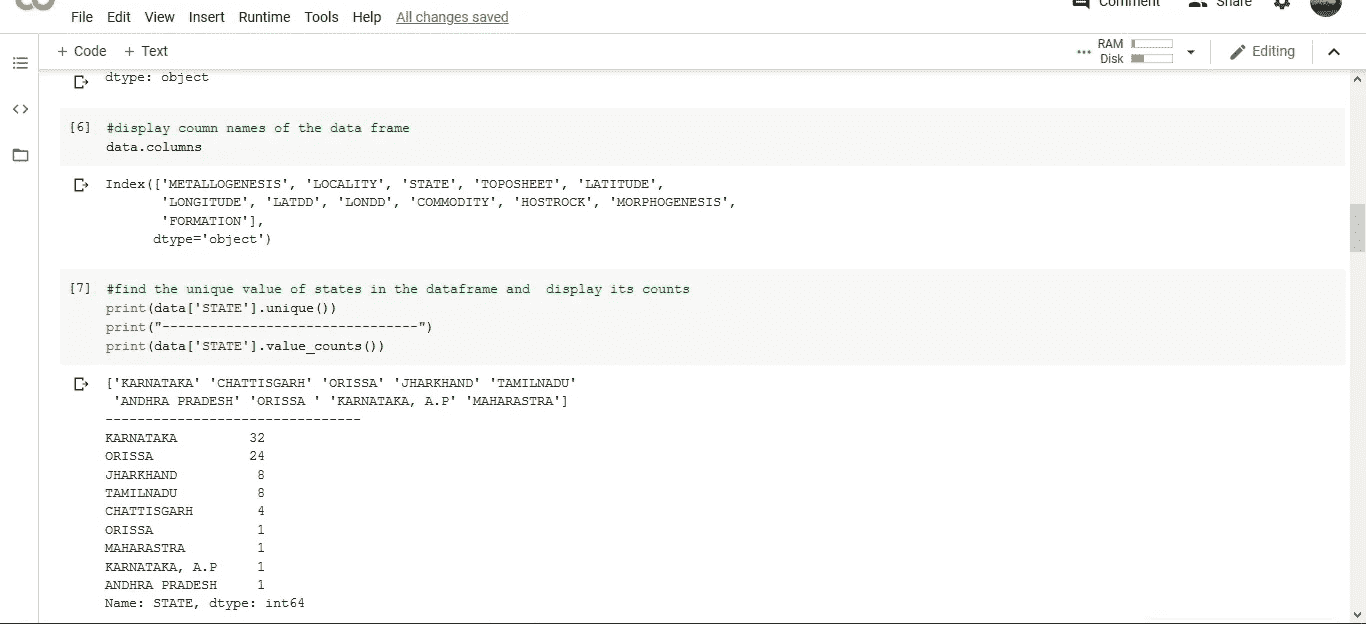 Comment Share
File Edit View Insert Runtime Tools Help All changes saved
+ Code + Text
RAM
Disk
Editing
dtype: object
[6] #display coumn names of the data frame
data.columns
Index(['METALLOGENESIS', 'LOCALITY', 'STATE', 'TOPOSHEET', 'LATITUDE',
'LONGITUDE', 'LATDD', 'LONDD', 'COMMODITY', 'HOSTROCK', 'MORPHOGENESIS',
'FORMATION'],
dtype='object')
[7] #find the unique value of states in the dataframe and  display its counts
print(data['STATE'].unique())
print("--------------------------------")
print(data['STATE'].value_counts())
['KARNATAKA' 'CHATTISGARH' 'ORISSA' 'JHARKHAND' 'TAMILNADU'
'ANDHRA PRADESH' 'ORISSA ' 'KARNATAKA, A.P' 'MAHARASTRA']
--------------------------------
KARNATAKA 32
ORISSA 24
JHARKHAND 8
TAMILNADU 8
CHATTISGARH 4
ORISSA 1
MAHARASTRA 1
KARNATAKA, A.P 1
ANDHRA PRADESH 1
Name: STATE, dtype: int64